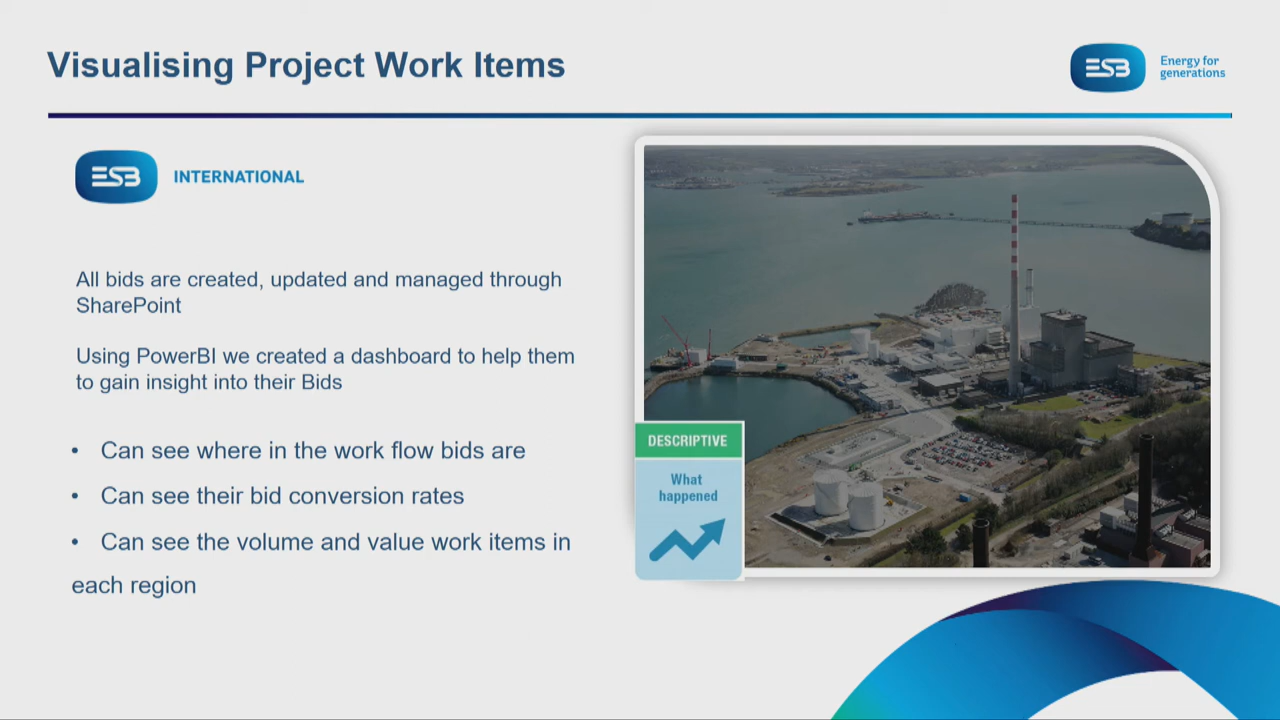 Visualising Project Work Items
ESB
Energy for
generations
ESB
INTERNATIONAL
All bids are created, updated and managed through
SharePoint
Using PowerBI we created a dashboard to help them
to gain insight into their Bids
• Can see where in the work flow bids are
• Can see their bid conversion rates
• Can see the volume and value work items in
each region
DESCRIPTIVE
What
happened